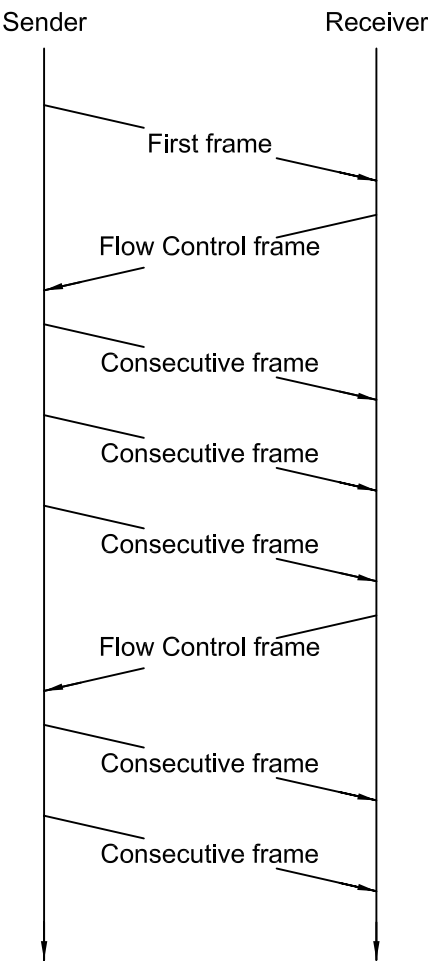 Sender
Receiver
First frame
Flow Control frame
Consecutive frame
Consecutive frame
Consecutive frame
Flow Control frame
Consecutive frame
Consecutive frame